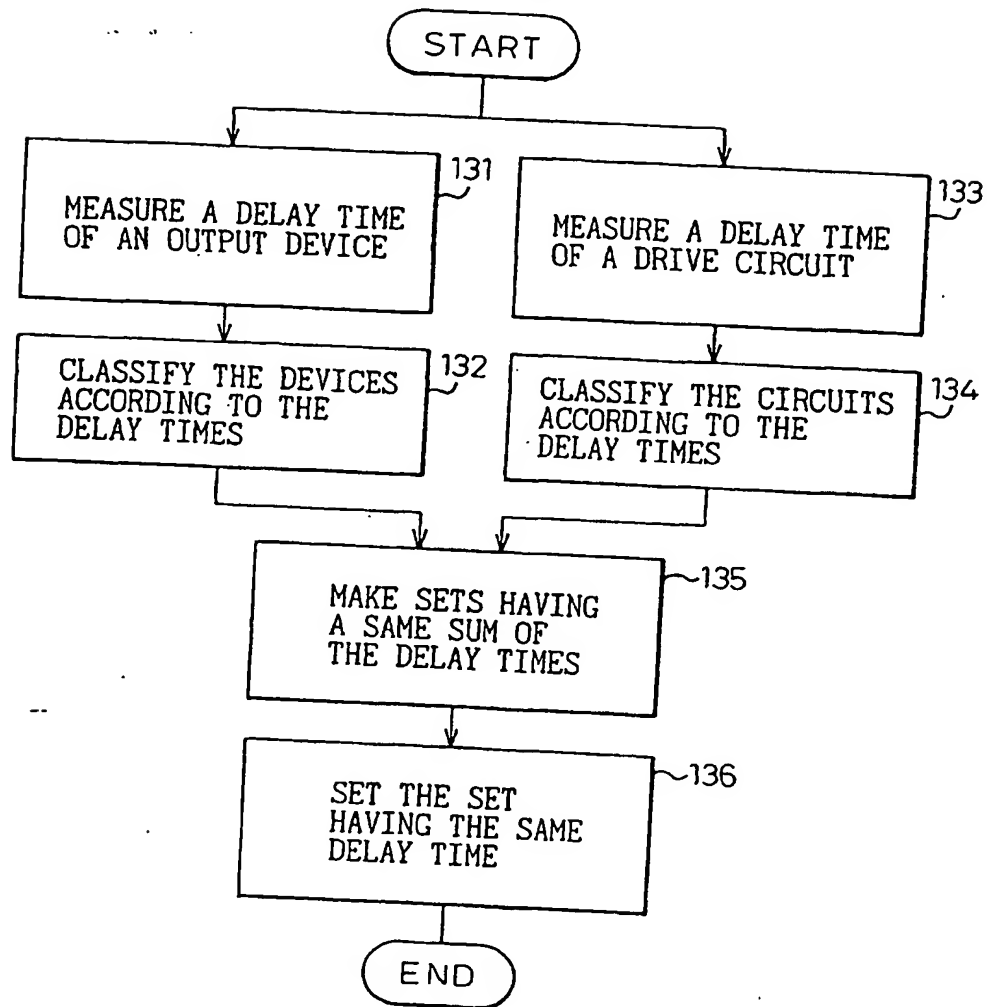 START
131
MEASURE A DELAY TIME
OF AN OUTPUT DEVICE
133
MEASURE A DELAY TIME
OF A DRIVE CIRCUIT
132
CLASSIFY THE DEVICES
ACCORDING TO THE
DELAY TIMES
134
CLASSIFY THE CIRCUITS
ACCORDING TO THE
DELAY TIMES
135
MAKE SETS HAVING
A SAME SUM OF
THE DELAY TIMES
136
SET THE SET
HAVING THE SAME
DELAY TIME
END